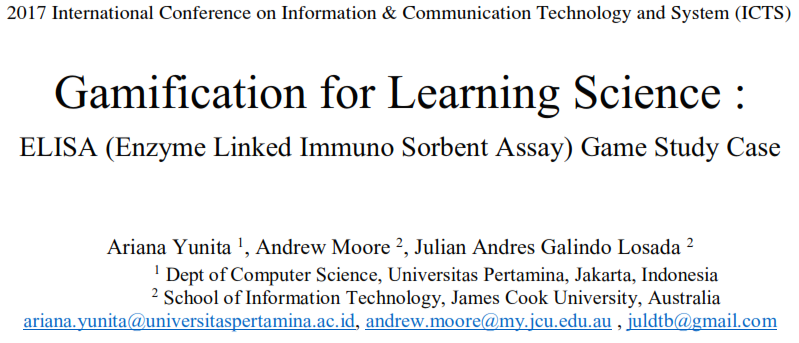 2017 International Conference on Information & Communication Technology and System (ICTS)
Gamification for Learning Science :
ELISA (Enzyme Linked Immuno Sorbent Assay) Game Study Case
Ariana Yunita 1, Andrew Moore 2, Julian Andres Galindo Losada 2
1 Dept of Computer Science, Universitas Pertamina, Jakarta, Indonesia
2 School of Information Technology, James Cook University, Australia
ariana.yunita@universitaspertamina.ac.id, andrew.moore@my.jcu.edu.au , juldtb@gmail.com